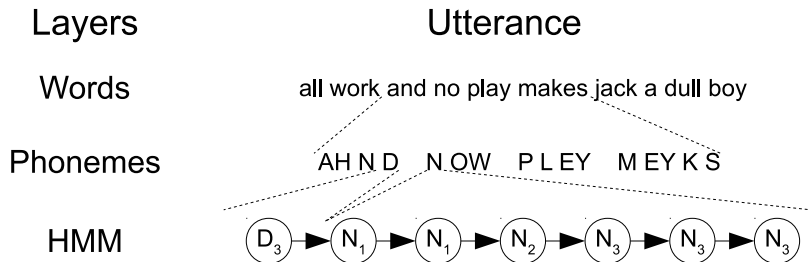 Layers Utterance
Words all work and no play makes jack a dull boy
Phonemes AH N D N OW P L EY M EY K S
HMM D₃ N₁ N₁ N₂ N₃ N₃ N₃